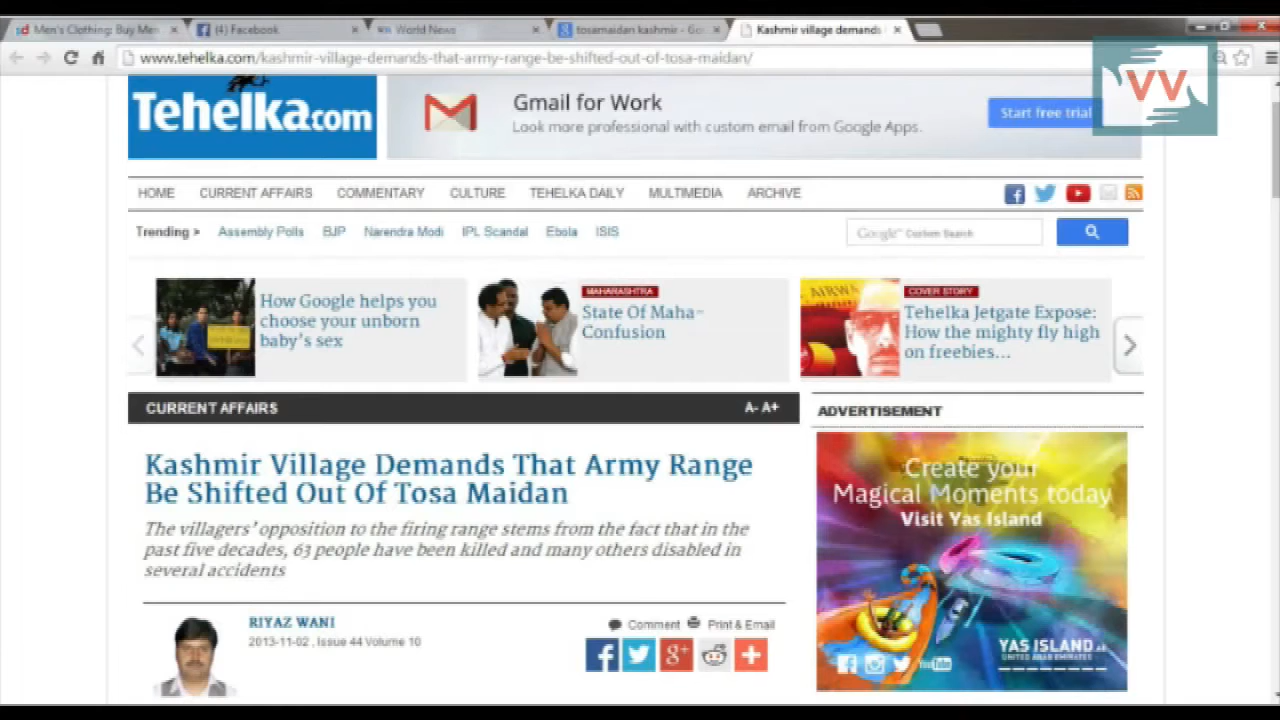 Men's Clothing: Buy Men
(4) Facebook
World News
tosamaidan kashmir - Go
Kashmir village demands
www.tehelka.com/kashmir-village-demands-that-army-range-be-shifted-out-of-tosa-maidan/
VV
Tehelka.com
Gmail for Work
Look more professional with custom email from Google Apps.
Start free trial
HOME CURRENT AFFAIRS COMMENTARY CULTURE TEHELKA DAILY MULTIMEDIA ARCHIVE
Trending > Assembly Polls BJP Narendra Modi IPL Scandal Ebola ISIS
Google Custom Search
How Google helps you
choose your unborn
baby's sex
MAHARASHTRA
State Of Maha-
Confusion
COVER STORY
Tehelka Jetgate Expose:
How the mighty fly high
on freebies...
CURRENT AFFAIRS A- A+
ADVERTISEMENT
Kashmir Village Demands That Army Range
Be Shifted Out Of Tosa Maidan
The villagers' opposition to the firing range stems from the fact that in the
past five decades, 63 people have been killed and many others disabled in
several accidents
RIYAZ WANI
2013-11-02 , Issue 44 Volume 10
Comment Print & Email
Create your
Magical Moments today
Visit Yas Island
YAS ISLAND.AE
UNITED ARAB EMIRATES
You Tube